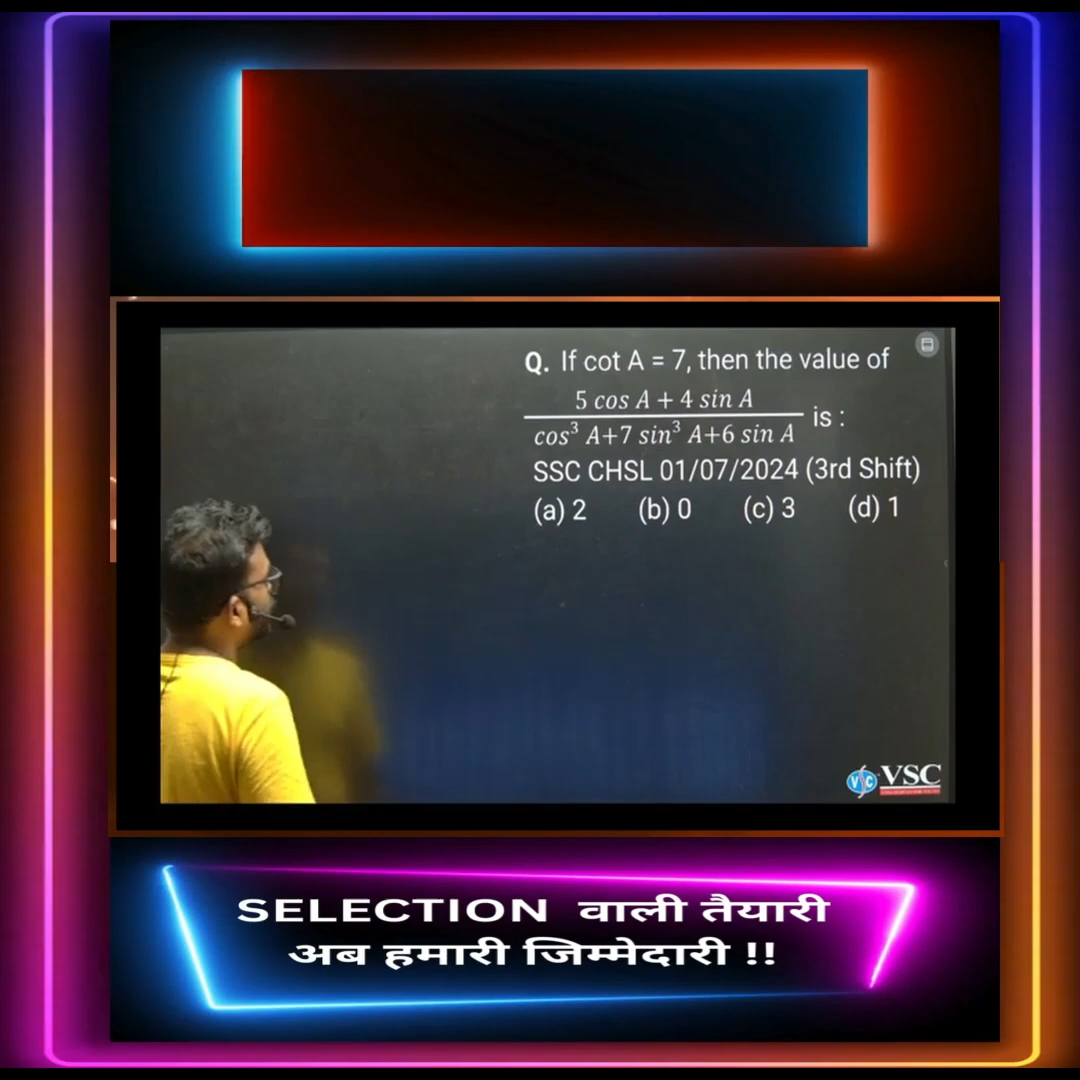 Q. If cot A = 7, then the value of
5 cos A + 4 sin A
is :
cos³ A+7 sin³ A+6 sin A
SSC CHSL 01/07/2024 (3rd Shift)
(a) 2 (b) 0 (c) 3 (d) 1
VSC VSC
SELECTION वाली तैयारी
अब हमारी जिम्मेदारी !!